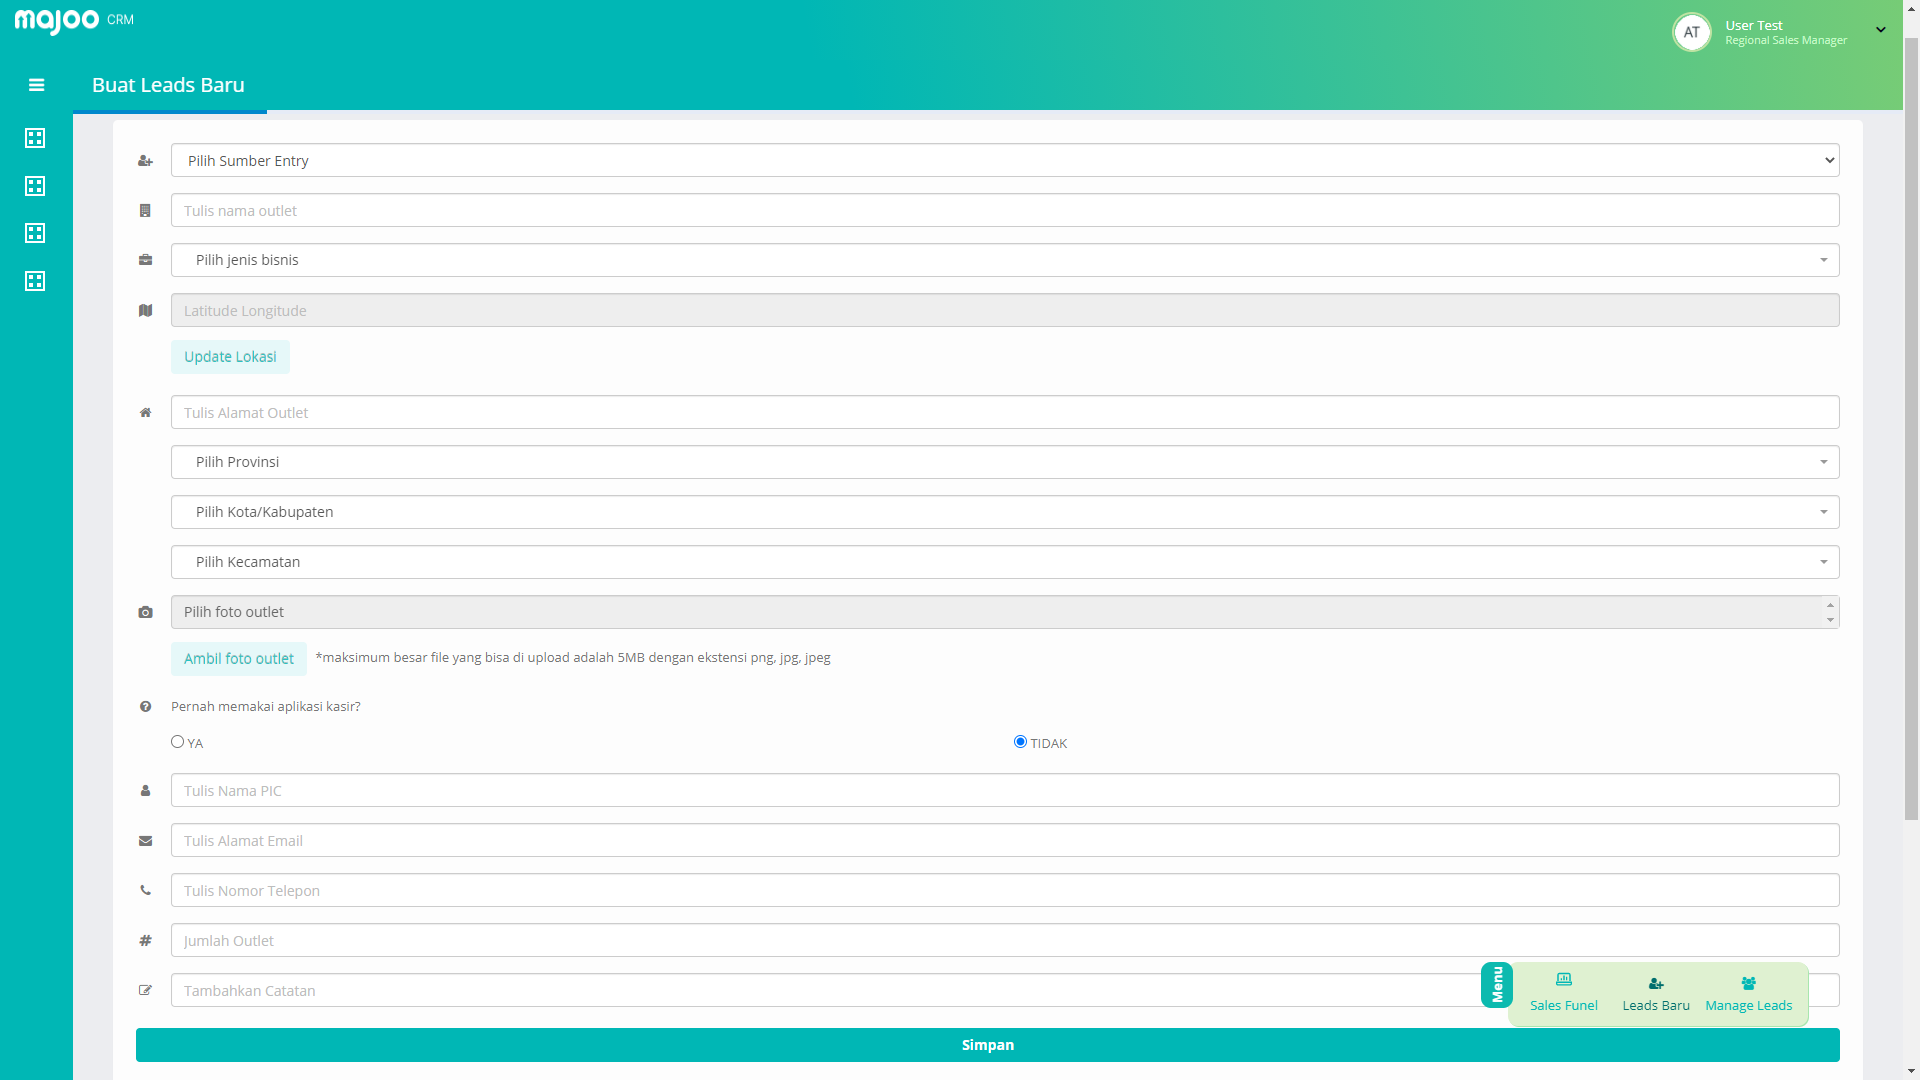 majoo CRM
AT
User Test
Regional Sales Manager
Buat Leads Baru
Pilih Sumber Entry
Tulis nama outlet
Pilih jenis bisnis
Latitude Longitude
Update Lokasi
Tulis Alamat Outlet
Pilih Provinsi
Pilih Kota/Kabupaten
Pilih Kecamatan
Pilih foto outlet
Ambil foto outlet *maksimum besar file yang bisa di upload adalah 5MB dengan ekstensi png, jpg, jpeg
Pernah memakai aplikasi kasir?
YA TIDAK
Tulis Nama PIC
Tulis Alamat Email
Tulis Nomor Telepon
Jumlah Outlet
Tambahkan Catatan
Menu
Sales Funel Leads Baru Manage Leads
Simpan